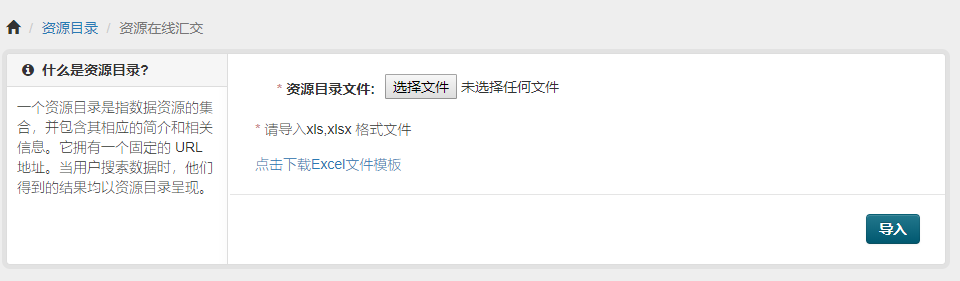 / 资源目录 / 资源在线汇交
什么是资源目录?
一个资源目录是指数据资源的集
合，并包含其相应的简介和相关
信息。它拥有一个固定的 URL
地址。当用户搜索数据时，他们
得到的结果均以资源目录呈现。
* 资源目录文件: 选择文件 未选择任何文件
* 请导入xls,xlsx 格式文件
点击下载Excel文件模板
导入